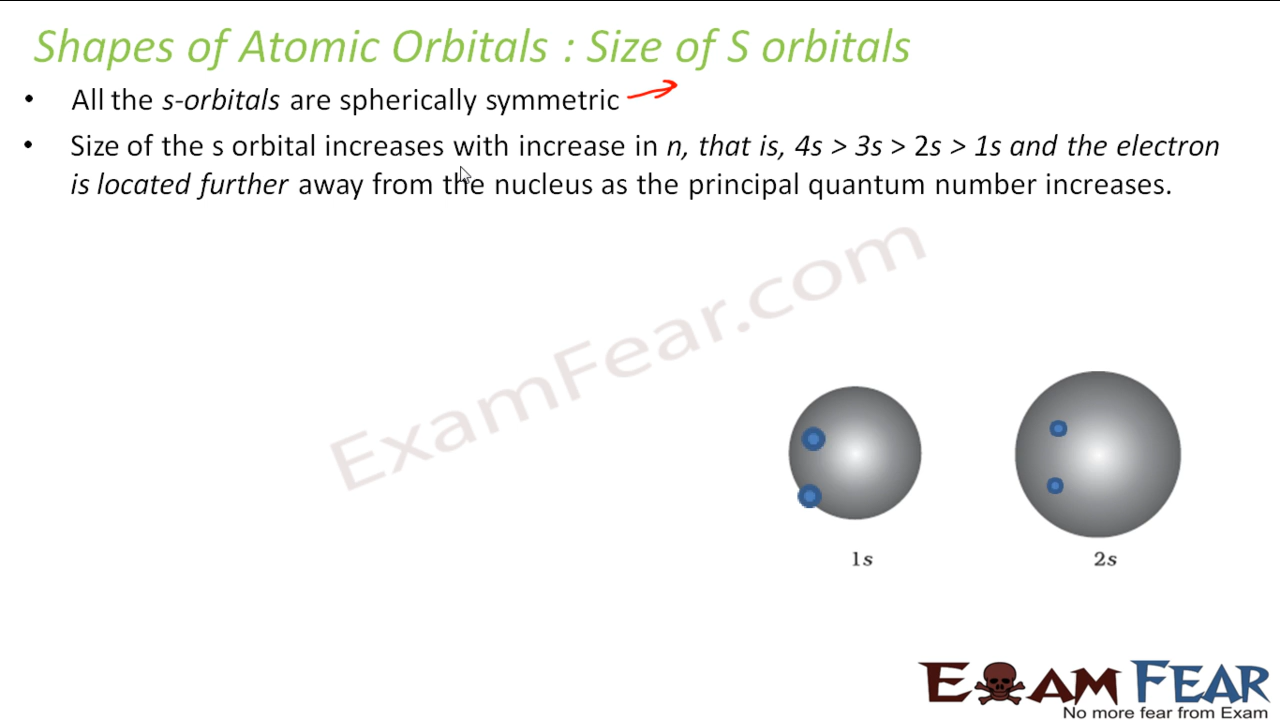 Shapes of Atomic Orbitals : Size of S orbitals
• All the s-orbitals are spherically symmetric
• Size of the s orbital increases with increase in n, that is, 4s > 3s > 2s > 1s and the electron
is located further away from the nucleus as the principal quantum number increases.
ExamFear.com
1s 2s
EXAM FEAR
No more fear from Exam